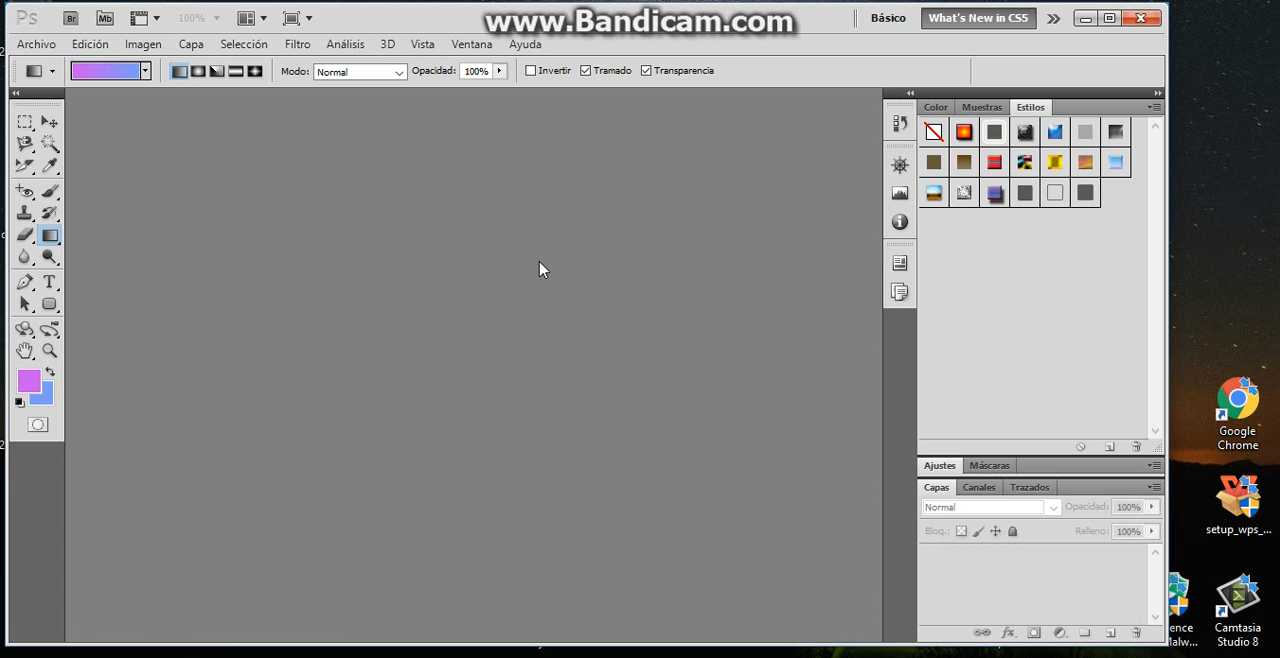 www.Bandicam.com
Ps Br Mb 100% Básico What's New in CS5
Archivo Edición Imagen Capa Selección Filtro Análisis 3D Vista Ventana Ayuda
Modo: Normal Opacidad: 100% Invertir Tramado Transparencia
Color Muestras Estilos
Ajustes Máscaras
Capas Canales Trazados
Normal Opacidad: 100%
Bloq.: Relleno: 100%
fx
T
Google
Chrome
setup_wps_...
Camtasia
Studio 8
ence
Malw...